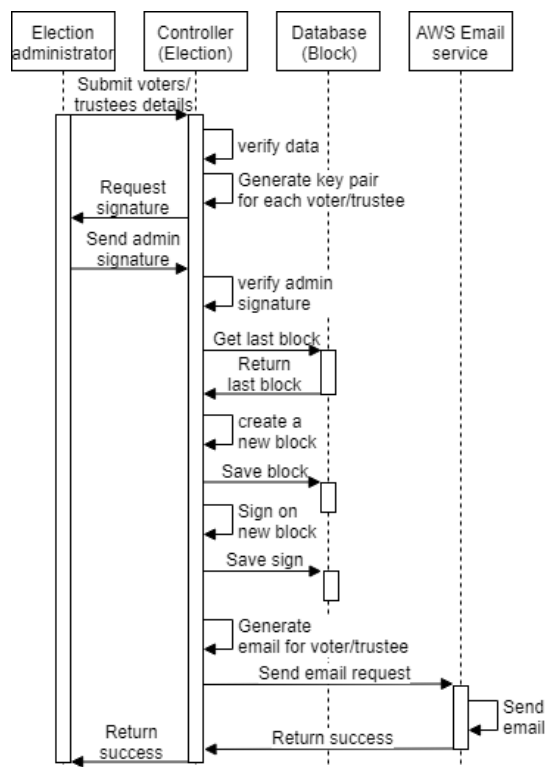 Election
administrator
Controller
(Election)
Database
(Block)
AWS Email
service
Submit voters/
trustees details
verify data
Generate key pair
for each voter/trustee
Request
signature
Send admin
signature
verify admin
signature
Get last block
Return
last block
create a
new block
Save block
Sign on
new block
Save sign
Generate
email for voter/trustee
Send email request
Send
email
Return success
Return
success